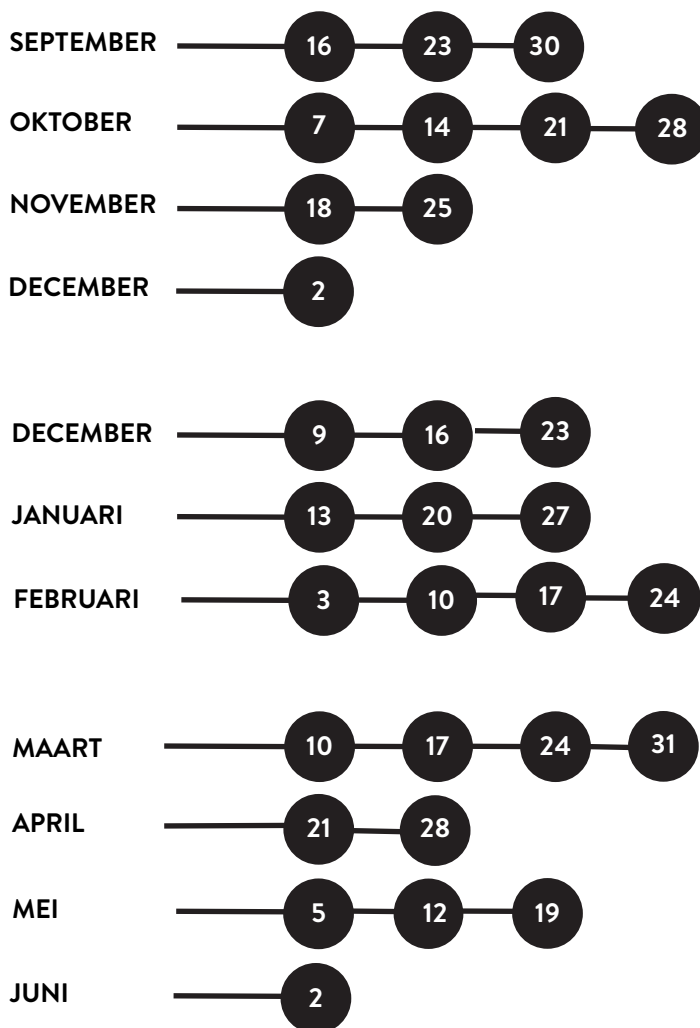 SEPTEMBER 16 23 30
OKTOBER 7 14 21 28
NOVEMBER 18 25
DECEMBER 2
DECEMBER 9 16 23
JANUARI 13 20 27
FEBRUARI 3 10 17 24
MAART 10 17 24 31
APRIL 21 28
MEI 5 12 19
JUNI 2